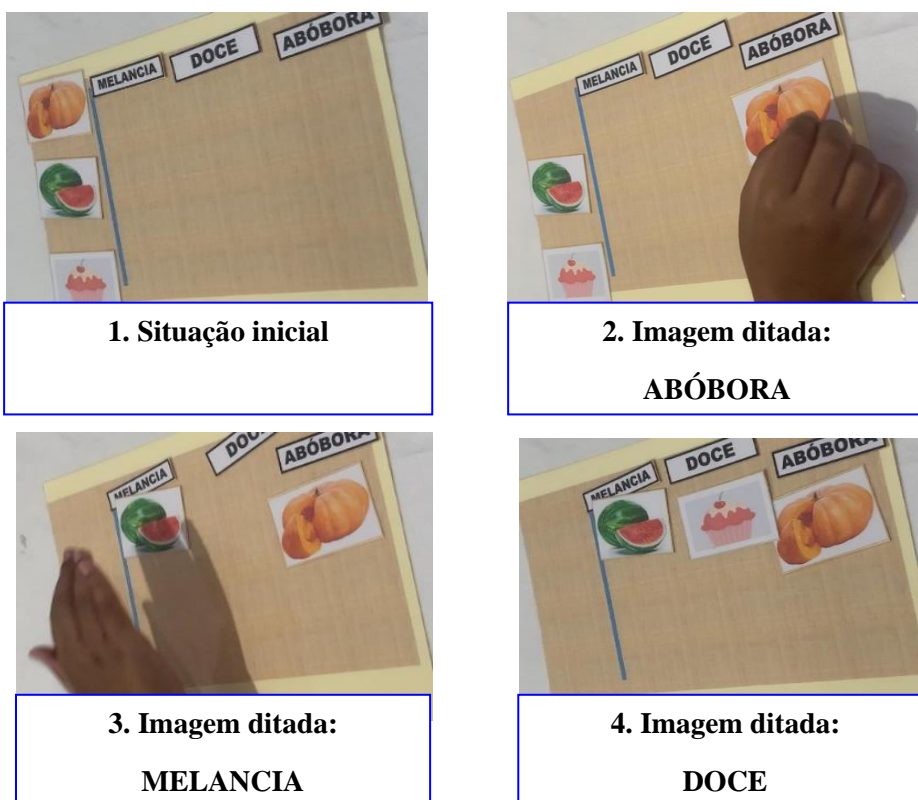 MELANCIA DOCE ABÓBORA
MELANCIA DOCE ABÓBORA
1. Situação inicial
2. Imagem ditada:
ABÓBORA
MELANCIA DOCE ABÓBORA
MELANCIA DOCE ABÓBORA
3. Imagem ditada:
MELANCIA
4. Imagem ditada:
DOCE